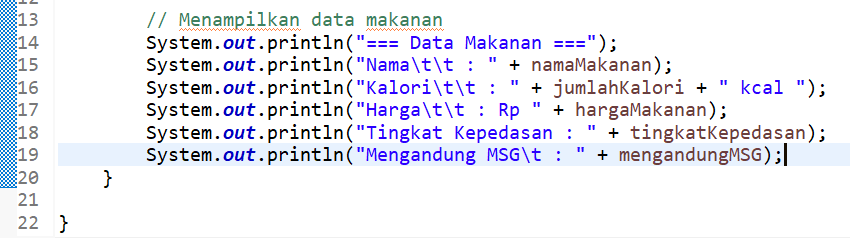 13 // Menampilkan data makanan
14 System.out.println("=== Data Makanan ===");
15 System.out.println("Nama\t\t : " + namaMakanan);
16 System.out.println("Kalori\t\t : " + jumlahKalori + " kcal ");
17 System.out.println("Harga\t\t : Rp " + hargaMakanan);
18 System.out.println("Tingkat Kepedasan : " + tingkatKepedasan);
19 System.out.println("Mengandung MSG\t : " + mengandungMSG);
20 }
21
22 }